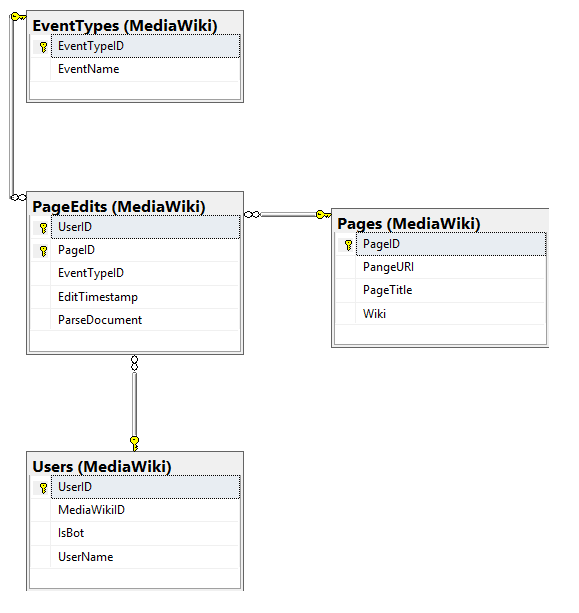 EventTypes (MediaWiki)
EventTypeID
EventName
PageEdits (MediaWiki)
UserID
PageID
EventTypeID
EditTimestamp
ParseDocument
Pages (MediaWiki)
PageID
PangeURI
PageTitle
Wiki
Users (MediaWiki)
UserID
MediaWikiID
IsBot
UserName